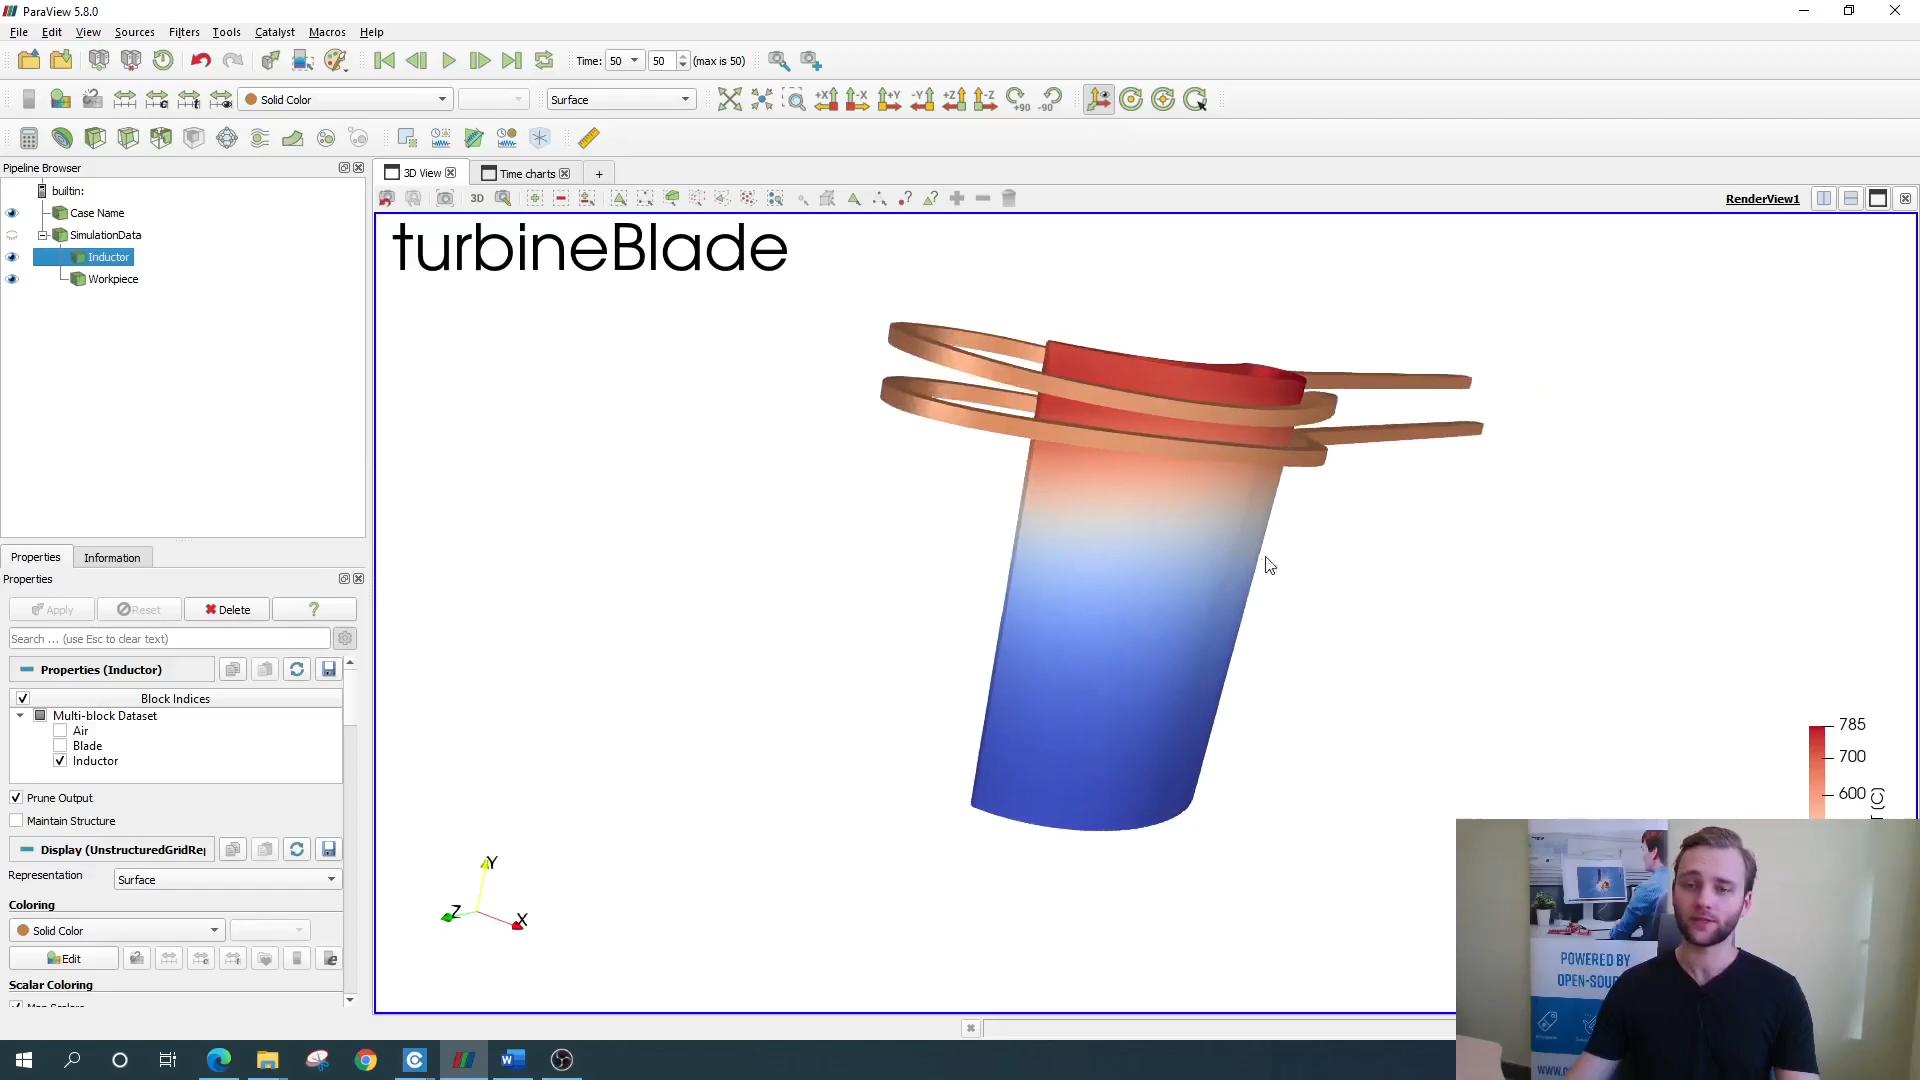 ParaView 5.8.0
File Edit View Sources Filters Tools Catalyst Macros Help
Time: 50 50 (max is 50)
Solid Color Surface +X -X +Y -Y +Z -Z +90 -90
Pipeline Browser
3D View Time charts +
builtin:
3D RenderView1
Case Name
SimulationData
Inductor
Workpiece
turbineBlade
Properties Information
Properties
Apply Reset Delete ?
Search ... (use Esc to clear text)
Properties (Inductor)
Block Indices
Multi-block Dataset
Air
Blade
Inductor
Prune Output
Maintain Structure
Display (UnstructuredGridRep
Representation Surface
Coloring
Solid Color
Edit
Scalar Coloring
Y
Z
X
785
700
600
POWERED BY
OPEN-SOU